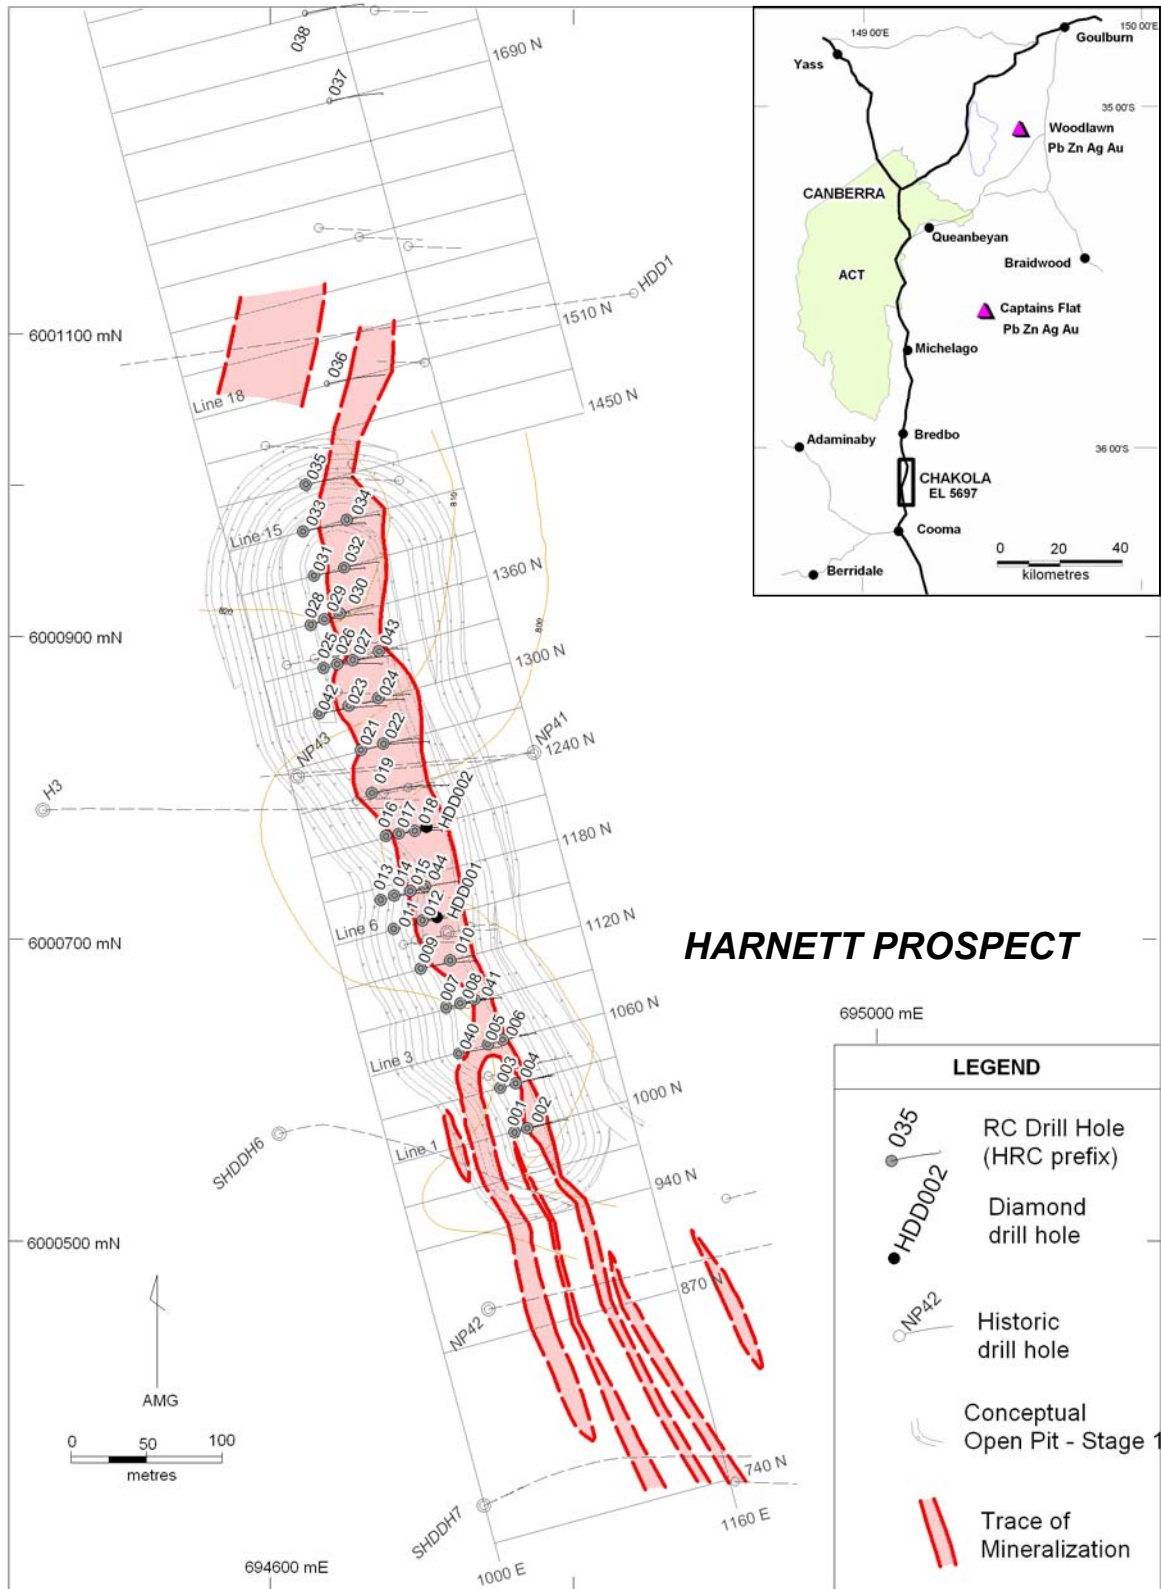 038
1690 N
037
HDD1
1510 N
6001100 mN
036
Line 18
1450 N
035
810
034
033
Line 15
032
031
1360 N
030
029
028
820
800
6000900 mN
043
027
026
025
1300 N
024
023
042
022
021
NP41
1240 N
NP43
019
H3
HDD002
018
017
016
1180 N
044
015
014
013
HDD001
012
011
Line 6
1120 N
6000700 mN
010
009
041
008
007
1060 N
006
005
040
Line 3
004
003
1000 N
002
001
Line 1
SHDDH6
940 N
6000500 mN
870 N
NP42
AMG
0 50 100
metres
740 N
SHDDH7
1160 E
1000 E
694600 mE
HARNETT PROSPECT
695000 mE
149 00'E
150 00'E
Goulburn
Yass
35 00'S
Woodlawn
Pb Zn Ag Au
CANBERRA
Queanbeyan
Braidwood
ACT
Captains Flat
Pb Zn Ag Au
Michelago
Adaminaby
Bredbo
36 00'S
CHAKOLA
EL 5697
Cooma
Berridale
0 20 40
kilometres
LEGEND
035
RC Drill Hole
(HRC prefix)
HDD002
Diamond
drill hole
NP42
Historic
drill hole
Conceptual
Open Pit - Stage 1
Trace of
Mineralization